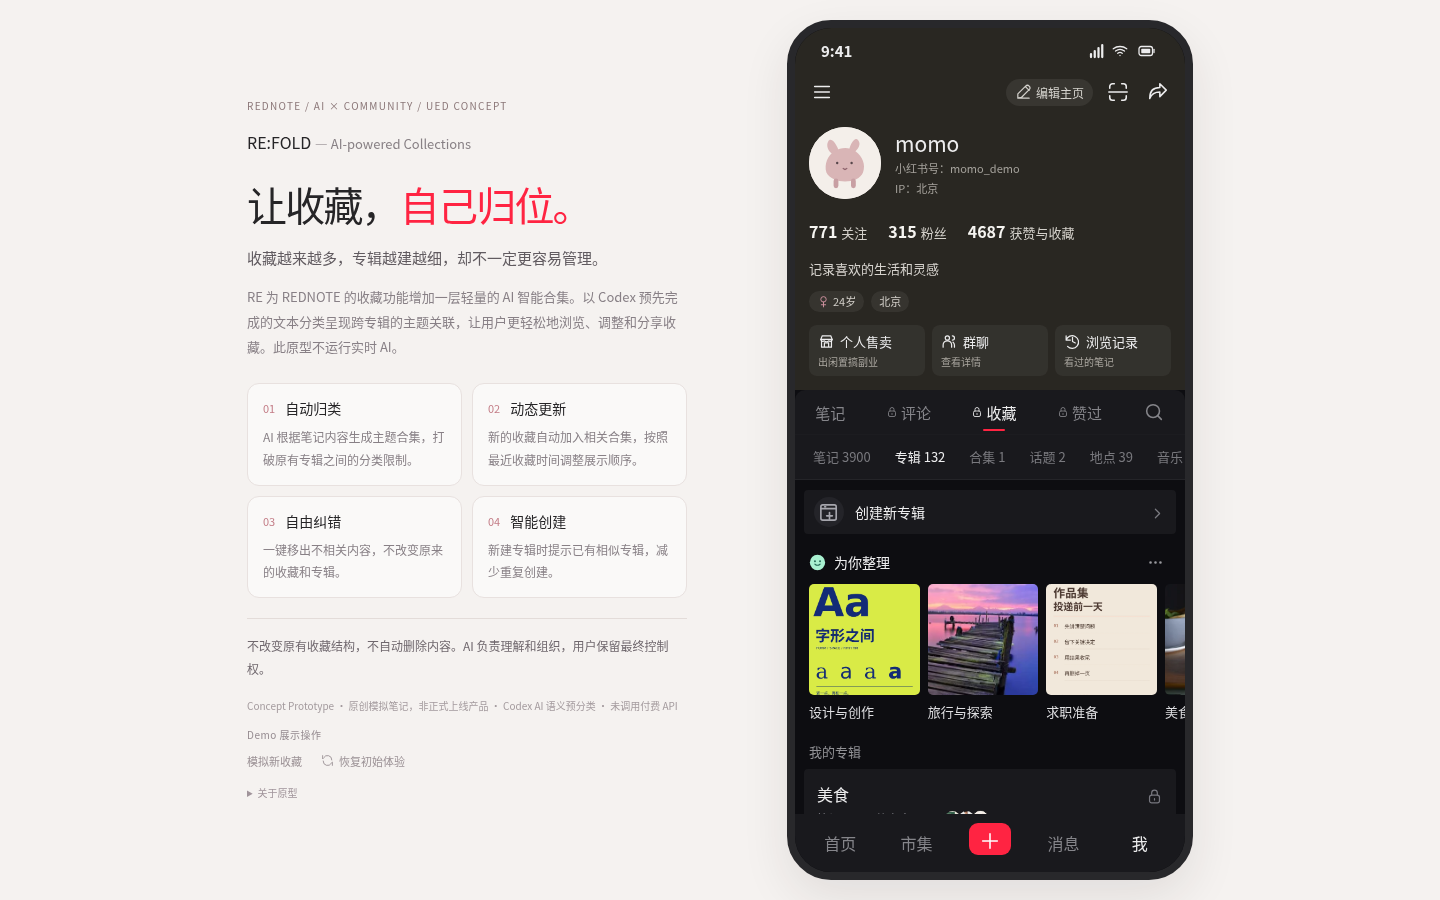 REDNOTE / AI × COMMUNITY / UED CONCEPT
RE:FOLD — AI-powered Collections
让收藏，自己归位。
收藏越来越多，专辑越建越细，却不一定更容易管理。
RE 为 REDNOTE 的收藏功能增加一层轻量的 AI 智能合集。以 Codex 预先完
成的文本分类呈现跨专辑的主题关联，让用户更轻松地浏览、调整和分享收
藏。此原型不运行实时 AI。
01 自动归类
AI 根据笔记内容生成主题合集，打
破原有专辑之间的分类限制。
02 动态更新
新的收藏自动加入相关合集，按照
最近收藏时间调整展示顺序。
03 自由纠错
一键移出不相关内容，不改变原来
的收藏和专辑。
04 智能创建
新建专辑时提示已有相似专辑，减
少重复创建。
不改变原有收藏结构，不自动删除内容。AI 负责理解和组织，用户保留最终控制
权。
Concept Prototype · 原创模拟笔记，非正式上线产品 · Codex AI 语义预分类 · 未调用付费 API
Demo 展示操作
模拟新收藏 恢复初始体验
▶ 关于原型
9:41
编辑主页
momo
小红书号：momo_demo
IP：北京
771 关注 315 粉丝 4687 获赞与收藏
记录喜欢的生活和灵感
24岁 北京
个人售卖
出闲置搞副业
群聊
查看详情
浏览记录
看过的笔记
笔记 评论 收藏 赞过
笔记 3900 专辑 132 合集 1 话题 2 地点 39 音乐
创建新专辑
为你整理
Aa
字形之间
a a a a
作品集
投递前一天
01
02
03
04
设计与创作 旅行与探索 求职准备 美食
我的专辑
美食
首页 市集 消息 我